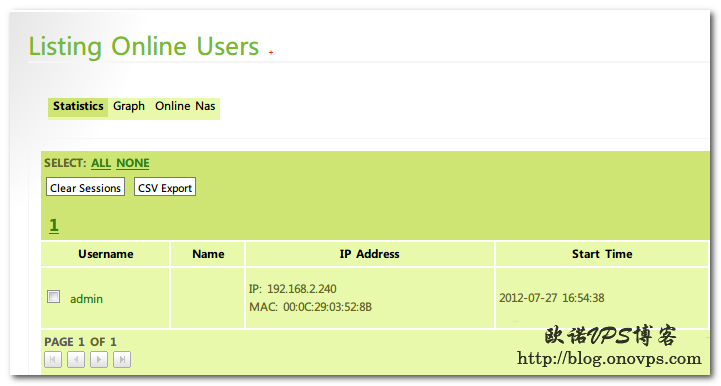 Listing Online Users +
Statistics Graph Online Nas
SELECT: ALL NONE
Clear Sessions CSV Export
1
Username Name IP Address Start Time
admin
IP: 192.168.2.240
MAC: 00:0C:29:03:52:8B
2012-07-27 16:54:38
PAGE 1 OF 1
欧诺VPS博客
http://blog.onovps.com